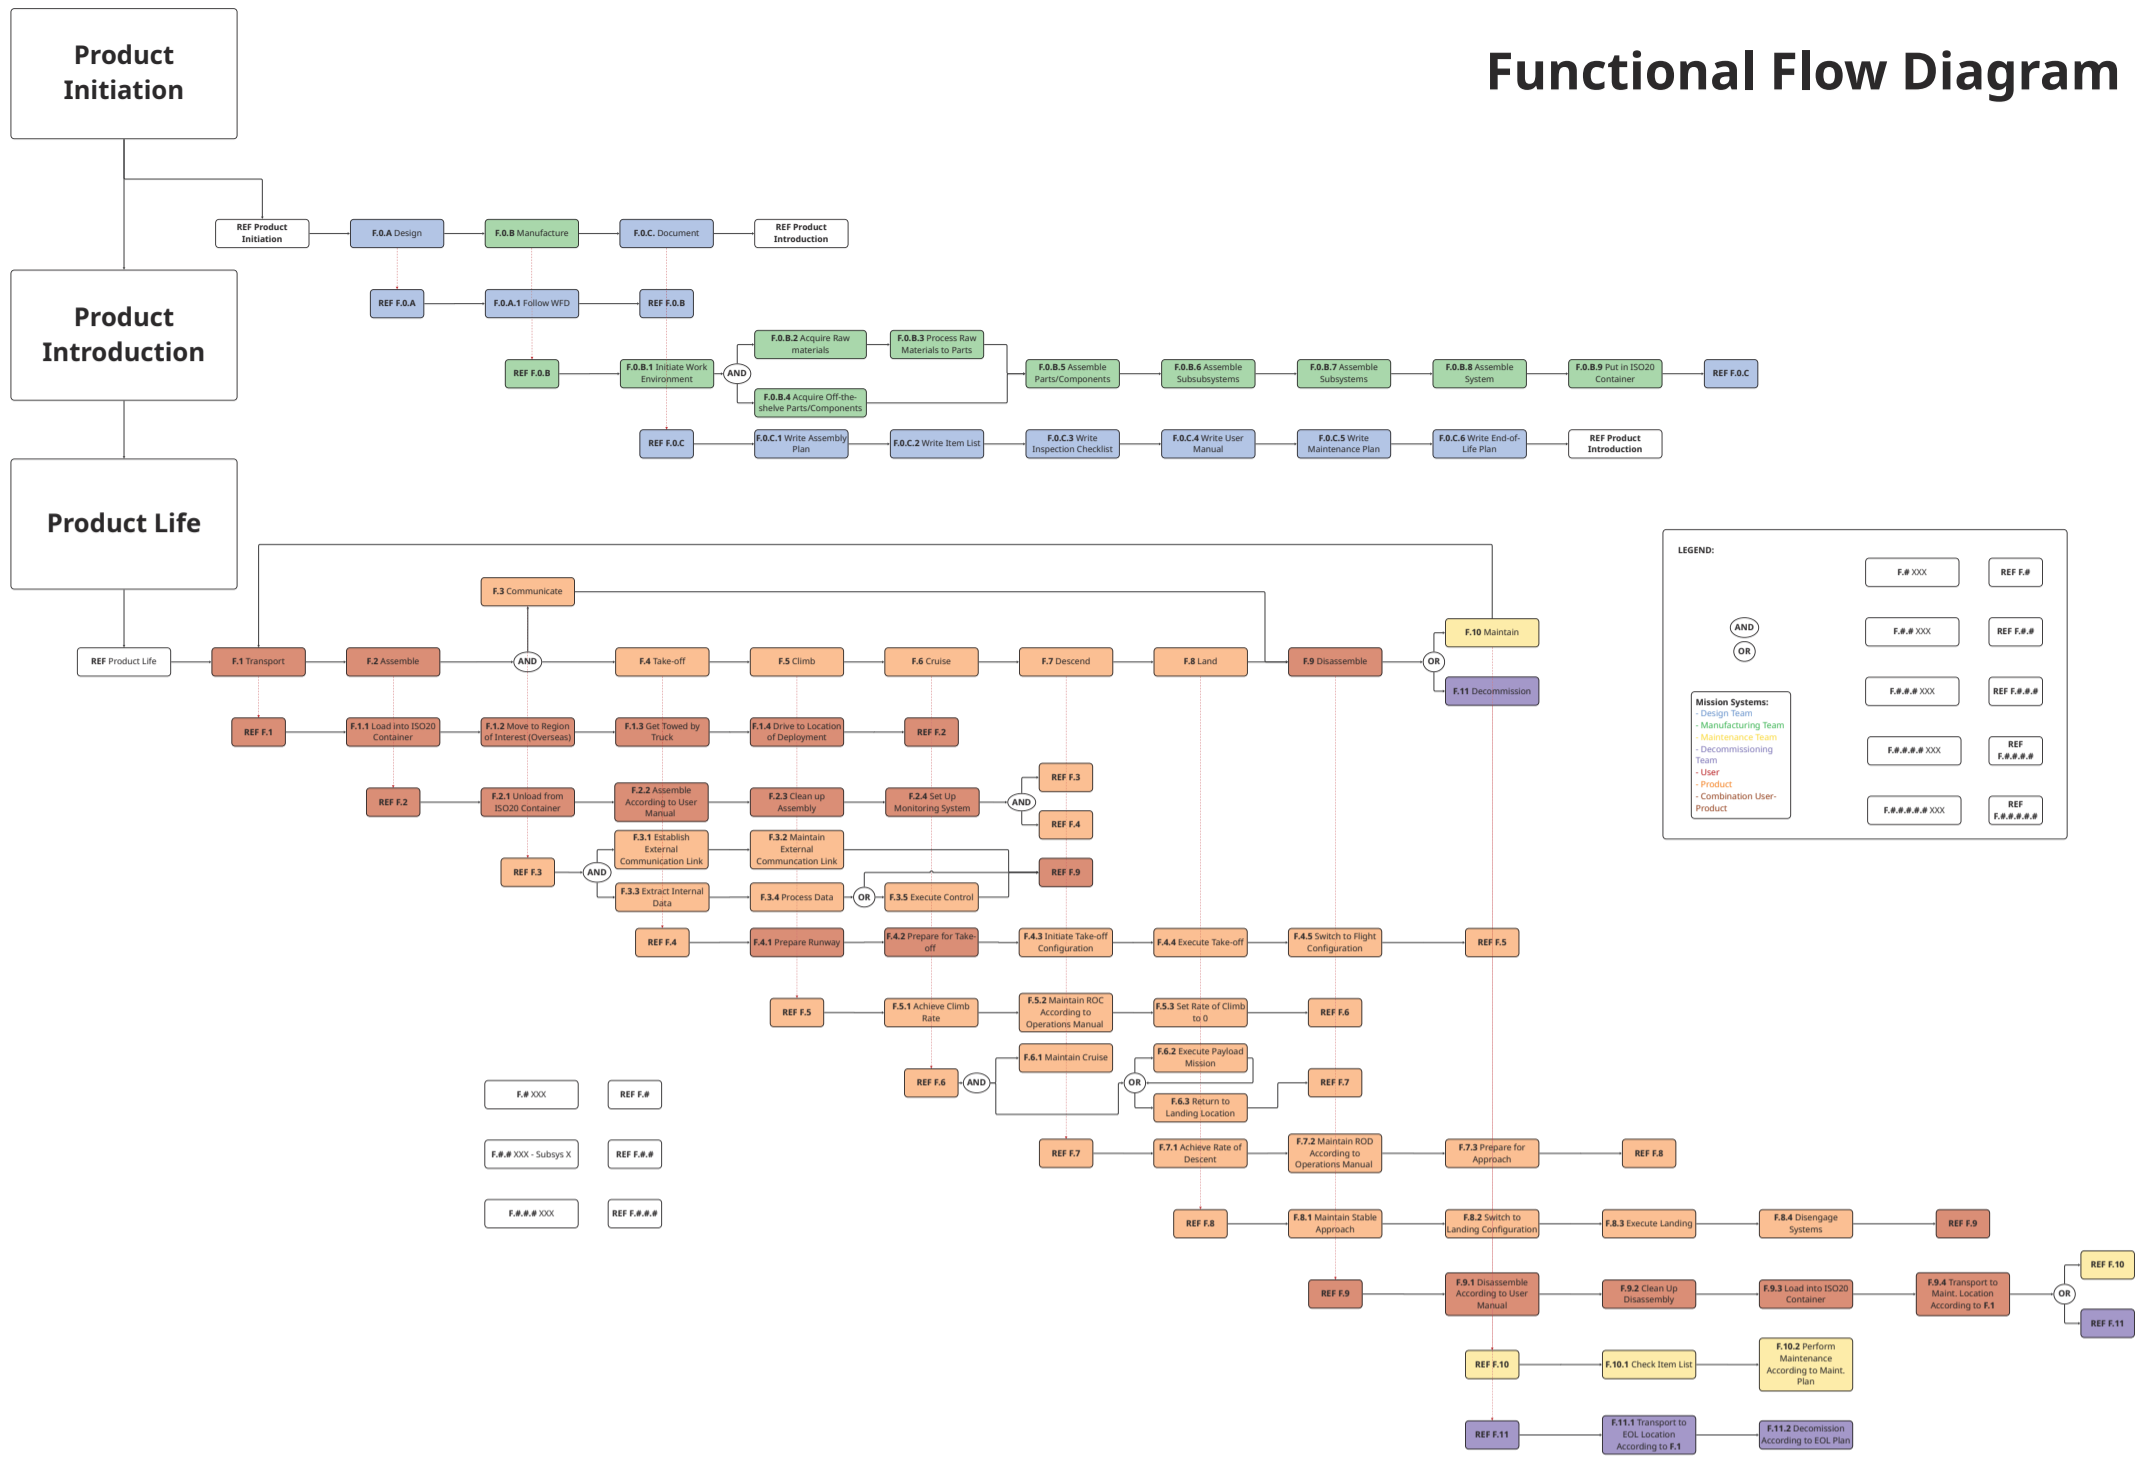 Product
Initiation
Functional Flow Diagram
REF Product
Initiation
F.0.A Design
F.0.B Manufacture
F.0.C. Document
REF Product
Introduction
Product
Introduction
REF F.0.A
F.0.A.1 Follow WFD
REF F.0.B
REF F.0.B
F.0.B.1 Initiate Work
Environment
AND
F.0.B.2 Acquire Raw
materials
F.0.B.3 Process Raw
Materials to Parts
F.0.B.4 Acquire Off-the-
shelve Parts/Components
F.0.B.5 Assemble
Parts/Components
F.0.B.6 Assemble
Subsubsystems
F.0.B.7 Assemble
Subsystems
F.0.B.8 Assemble
System
F.0.B.9 Put in ISO20
Container
REF F.0.C
REF F.0.C
F.0.C.1 Write Assembly
Plan
F.0.C.2 Write Item List
F.0.C.3 Write
Inspection Checklist
F.0.C.4 Write User
Manual
F.0.C.5 Write
Maintenance Plan
F.0.C.6 Write End-of-
Life Plan
REF Product
Introduction
Product Life
F.3 Communicate
REF Product Life
F.1 Transport
F.2 Assemble
AND
F.4 Take-off
F.5 Climb
F.6 Cruise
F.7 Descend
F.8 Land
F.9 Disassemble
OR
F.10 Maintain
F.11 Decommission
REF F.1
F.1.1 Load into ISO20
Container
F.1.2 Move to Region
of Interest (Overseas)
F.1.3 Get Towed by
Truck
F.1.4 Drive to Location
of Deployment
REF F.2
REF F.2
F.2.1 Unload from
ISO20 Container
F.2.2 Assemble
According to User
Manual
F.2.3 Clean up
Assembly
F.2.4 Set Up
Monitoring System
AND
REF F.3
REF F.4
REF F.3
AND
F.3.1 Establish
External
Communication Link
F.3.2 Maintain
External
Communcation Link
F.3.3 Extract Internal
Data
F.3.4 Process Data
OR
F.3.5 Execute Control
REF F.9
REF F.4
F.4.1 Prepare Runway
F.4.2 Prepare for Take-
off
F.4.3 Initiate Take-off
Configuration
F.4.4 Execute Take-off
F.4.5 Switch to Flight
Configuration
REF F.5
REF F.5
F.5.1 Achieve Climb
Rate
F.5.2 Maintain ROC
According to
Operations Manual
F.5.3 Set Rate of Climb
to 0
REF F.6
REF F.6
AND
F.6.1 Maintain Cruise
OR
F.6.2 Execute Payload
Mission
F.6.3 Return to
Landing Location
REF F.7
REF F.7
F.7.1 Achieve Rate of
Descent
F.7.2 Maintain ROD
According to
Operations Manual
F.7.3 Prepare for
Approach
REF F.8
REF F.8
F.8.1 Maintain Stable
Approach
F.8.2 Switch to
Landing Configuration
F.8.3 Execute Landing
F.8.4 Disengage
Systems
REF F.9
REF F.9
F.9.1 Disassemble
According to User
Manual
F.9.2 Clean Up
Disassembly
F.9.3 Load into ISO20
Container
F.9.4 Transport to
Maint. Location
According to F.1
OR
REF F.10
REF F.11
REF F.10
F.10.1 Check Item List
F.10.2 Perform
Maintenance
According to Maint.
Plan
REF F.11
F.11.1 Transport to
EOL Location
According to F.1
F.11.2 Decomission
According to EOL Plan
F.# XXX
REF F.#
F.#.# XXX - Subsys X
REF F.#.#
F.#.#.# XXX
REF F.#.#.#
LEGEND:
AND
OR
Mission Systems:
- Design Team
- Manufacturing Team
- Maintenance Team
- Decommissioning
Team
- User
- Product
- Combination User-
Product
F.# XXX
REF F.#
F.#.# XXX
REF F.#.#
F.#.#.# XXX
REF F.#.#.#
F.#.#.#.# XXX
REF
F.#.#.#.#
F.#.#.#.#.# XXX
REF
F.#.#.#.#.#